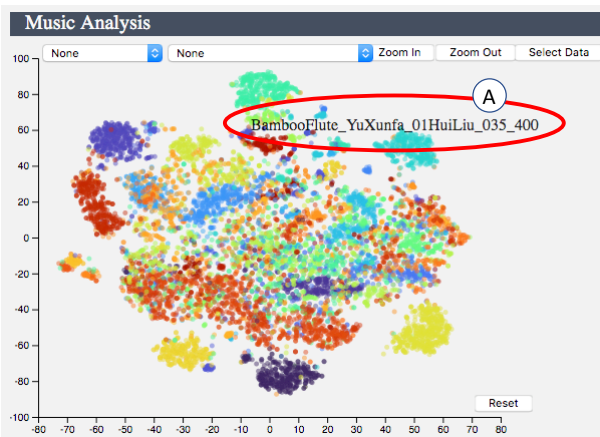 Music Analysis
None None Zoom In Zoom Out Select Data
A
BambooFlute_YuXunfa_01HuiLiu_035_400
100
80
60
40
20
0
-20
-40
-60
-80
-100
Reset
-80 -70 -60 -50 -40 -30 -20 -10 0 10 20 30 40 50 60 70 80